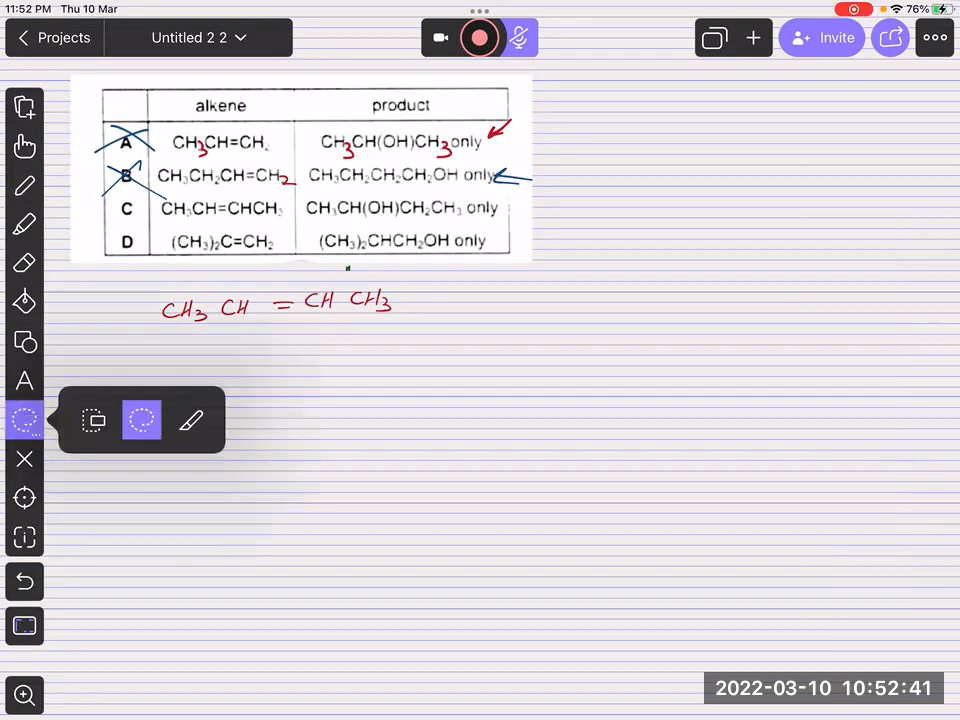 11:52 PM Thu 10 Mar
76%
Projects
Untitled 2 2
Invite
alkene product
A CH3CH=CH2 CH3CH(OH)CH3 only
B CH3CH2CH=CH2 CH3CH2CH2CH2OH only
C CH3CH=CHCH3 CH3CH(OH)CH2CH3 only
D (CH3)2C=CH2 (CH3)2CHCH2OH only
CH3 CH = CH CH3
A
2022-03-10 10:52:41